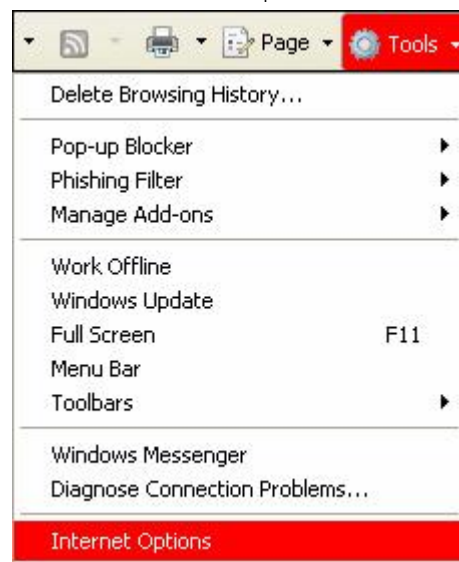 Page Tools
Delete Browsing History...
Pop-up Blocker
Phishing Filter
Manage Add-ons
Work Offline
Windows Update
Full Screen F11
Menu Bar
Toolbars
Windows Messenger
Diagnose Connection Problems...
Internet Options